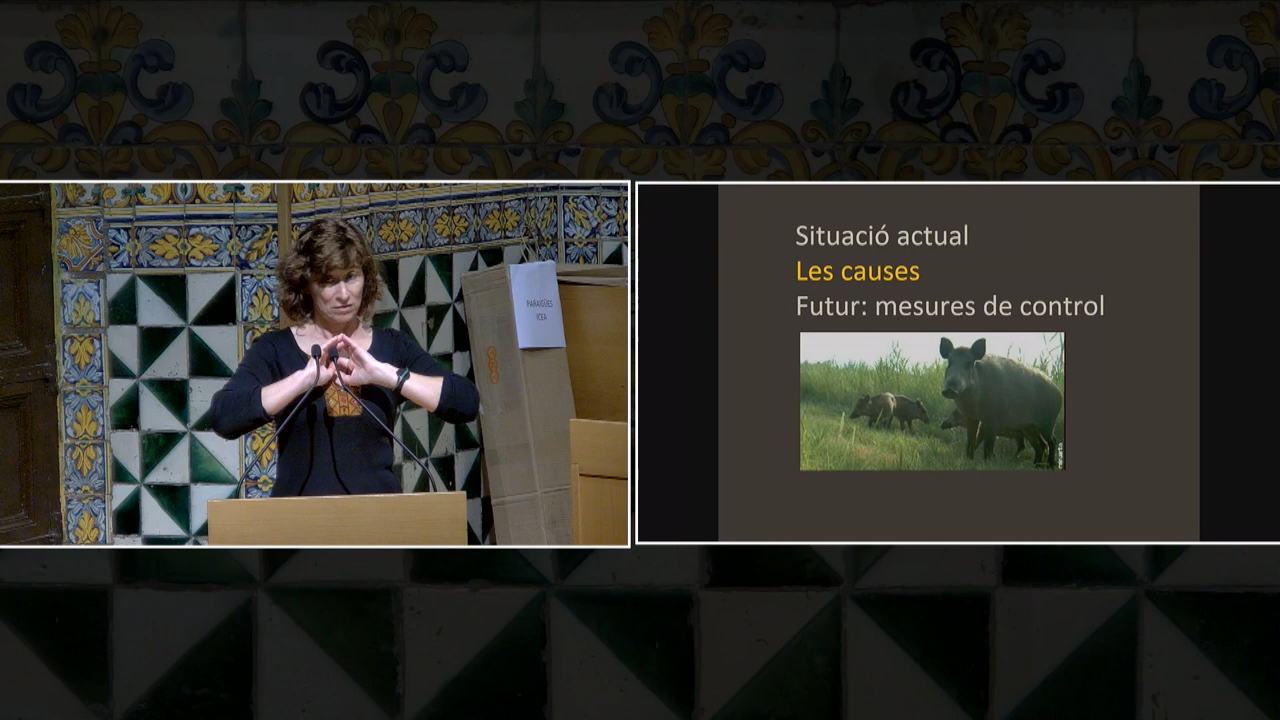 PARAIGÜES
ICEA
Situació actual
Les causes
Futur: mesures de control